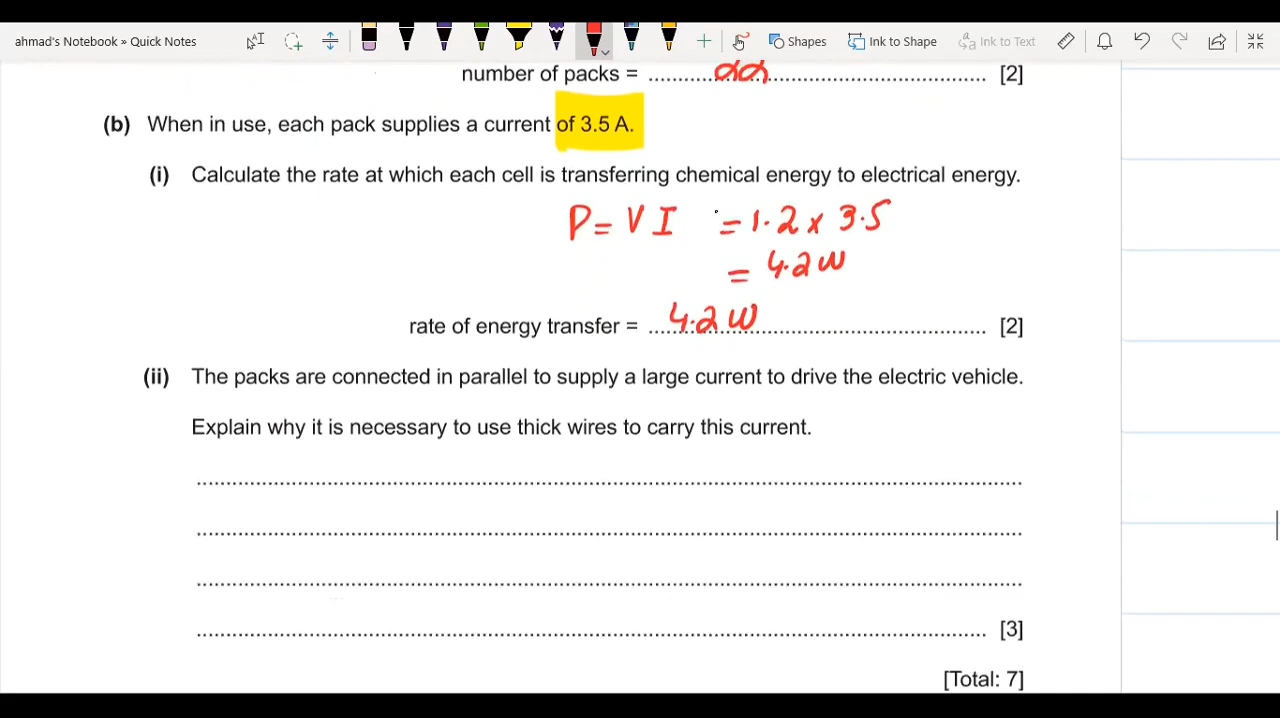 ahmad's Notebook » Quick Notes
Shapes
Ink to Shape
Ink to Text
number of packs = ........ 22 ........ [2]
(b) When in use, each pack supplies a current of 3.5 A.
(i) Calculate the rate at which each cell is transferring chemical energy to electrical energy.
P = V I = 1.2 x 3.5
= 4.2 W
rate of energy transfer = ........ 4.2 W ........ [2]
(ii) The packs are connected in parallel to supply a large current to drive the electric vehicle.
Explain why it is necessary to use thick wires to carry this current.
[3]
[Total: 7]